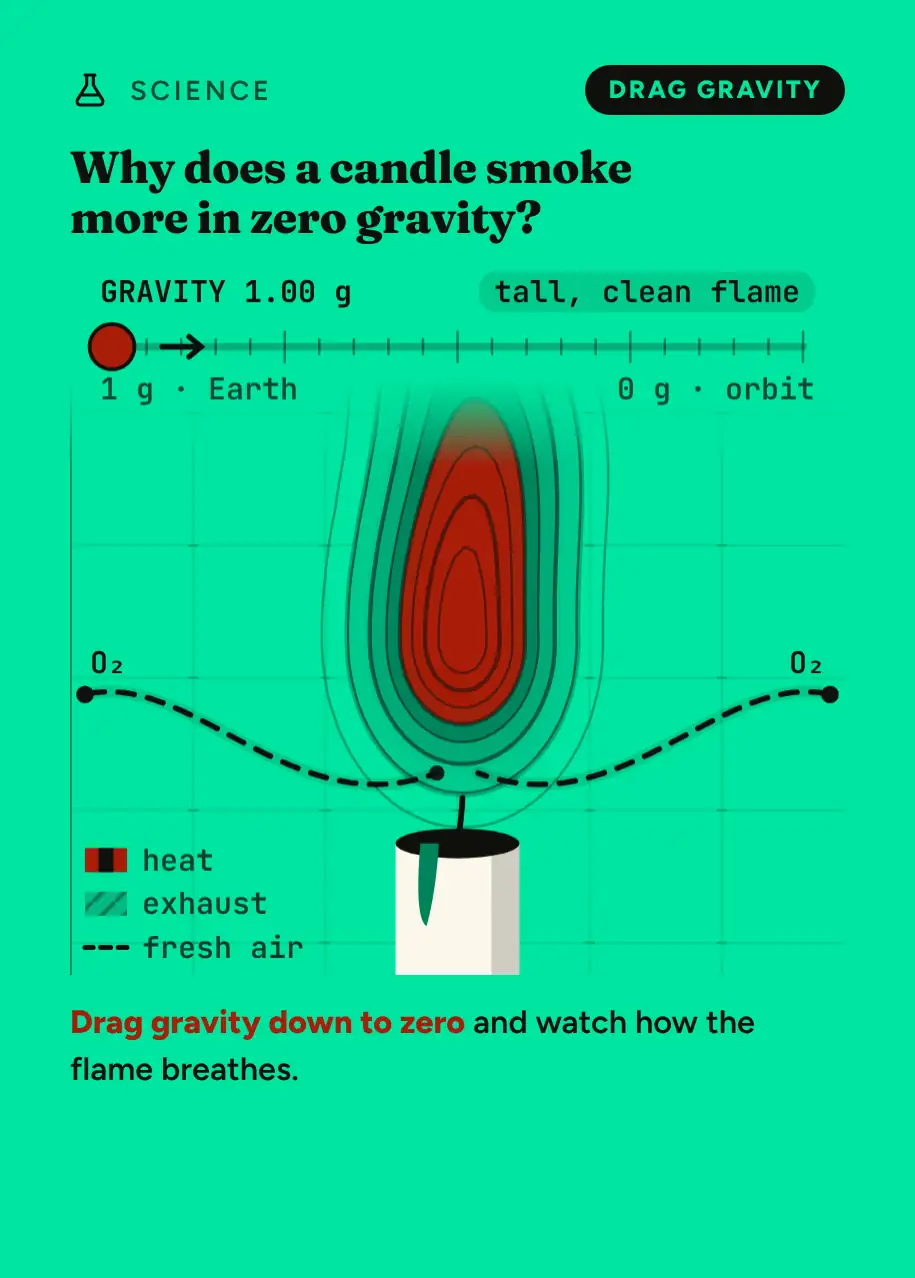 SCIENCE
DRAG GRAVITY
Why does a candle smoke
more in zero gravity?
GRAVITY 1.00 g
tall, clean flame
1 g · Earth
0 g · orbit
O₂
O₂
heat
exhaust
fresh air
Drag gravity down to zero and watch how the
flame breathes.